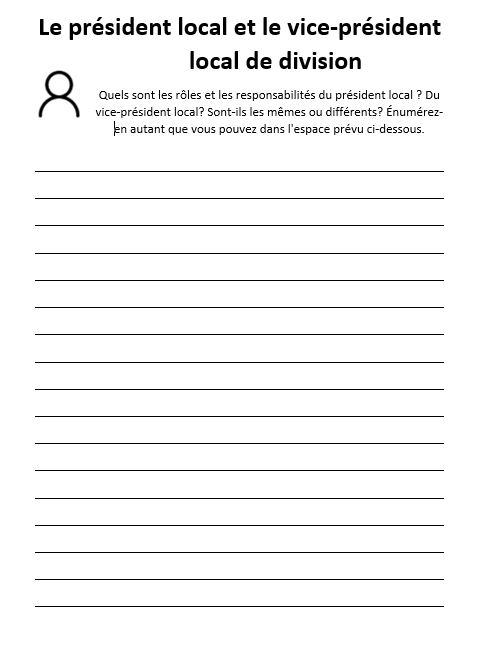 Le président local et le vice-président
local de division
Quels sont les rôles et les responsabilités du président local ? Du
vice-président local? Sont-ils les mêmes ou différents? Énumérez-
en autant que vous pouvez dans l'espace prévu ci-dessous.